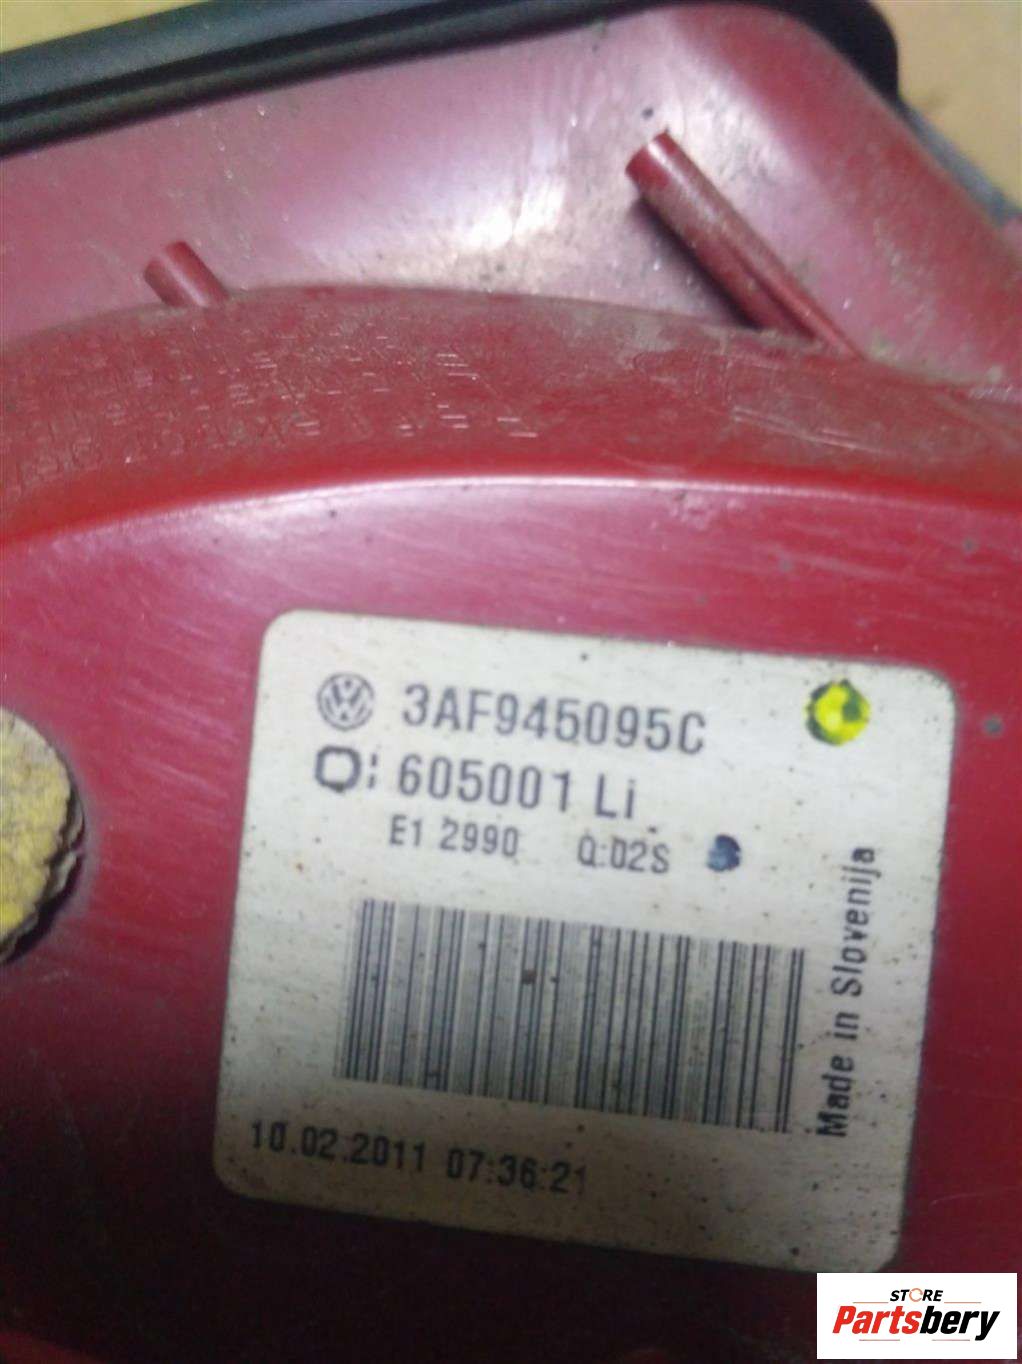 3AF945095C
605001 Li
E1 2990 Q:02S
Made in Slovenija
10.02.2011 07:36:21
STORE
Partsbery